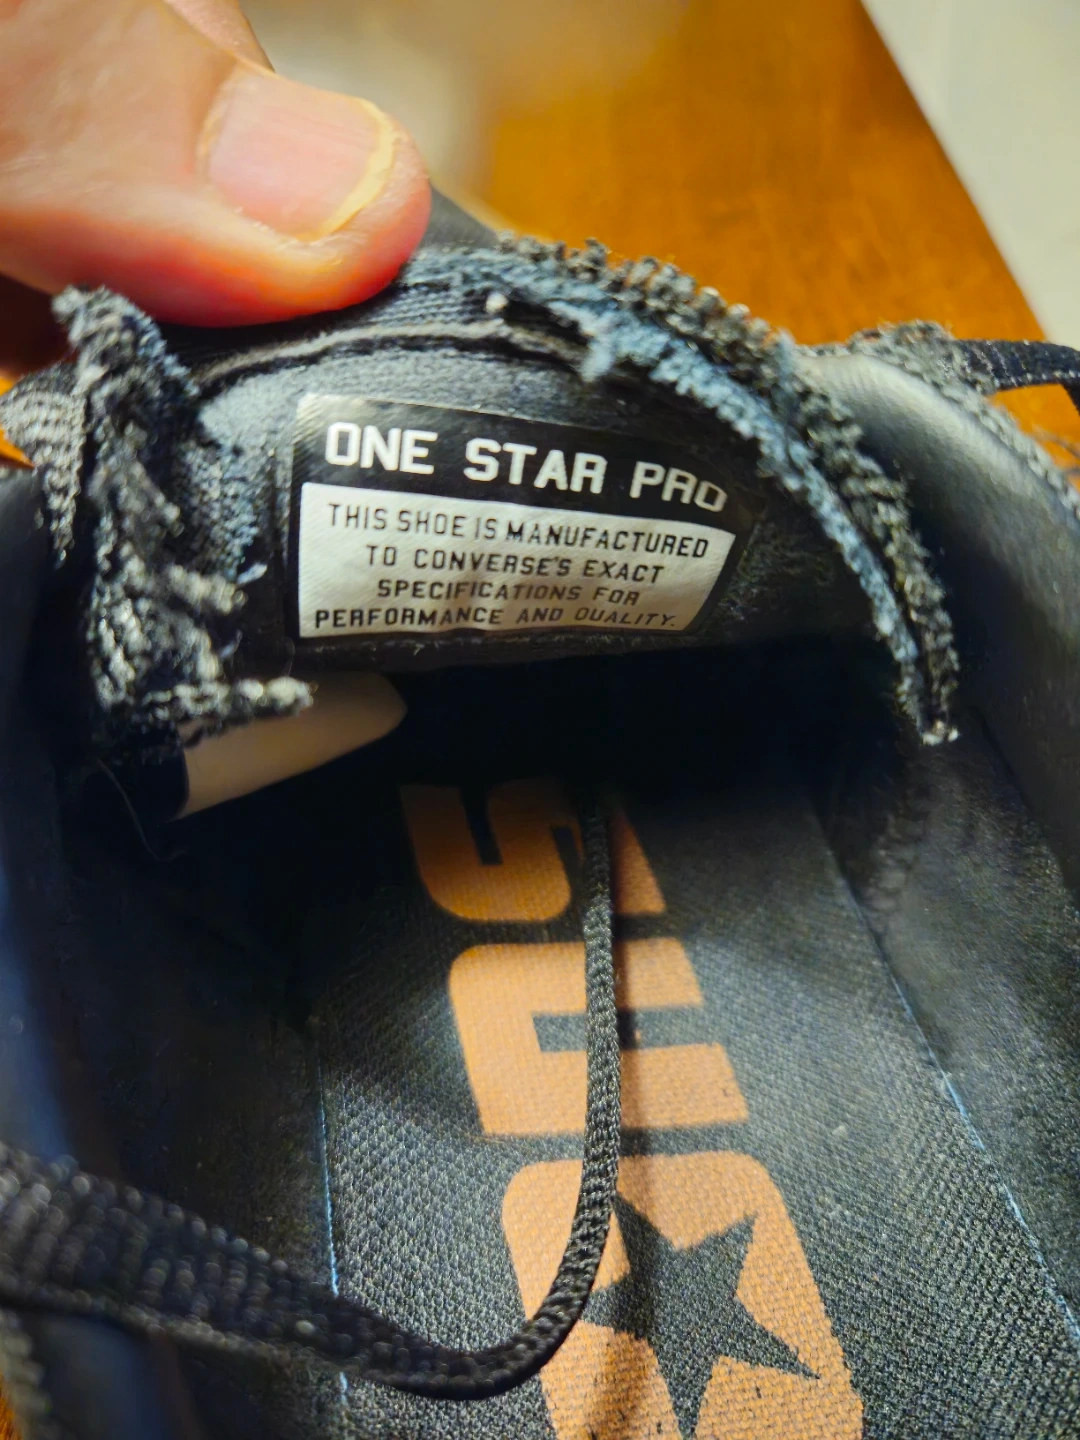 ONE STAR PRO
THIS SHOE IS MANUFACTURED
TO CONVERSE'S EXACT
SPECIFICATIONS FOR
PERFORMANCE AND QUALITY.